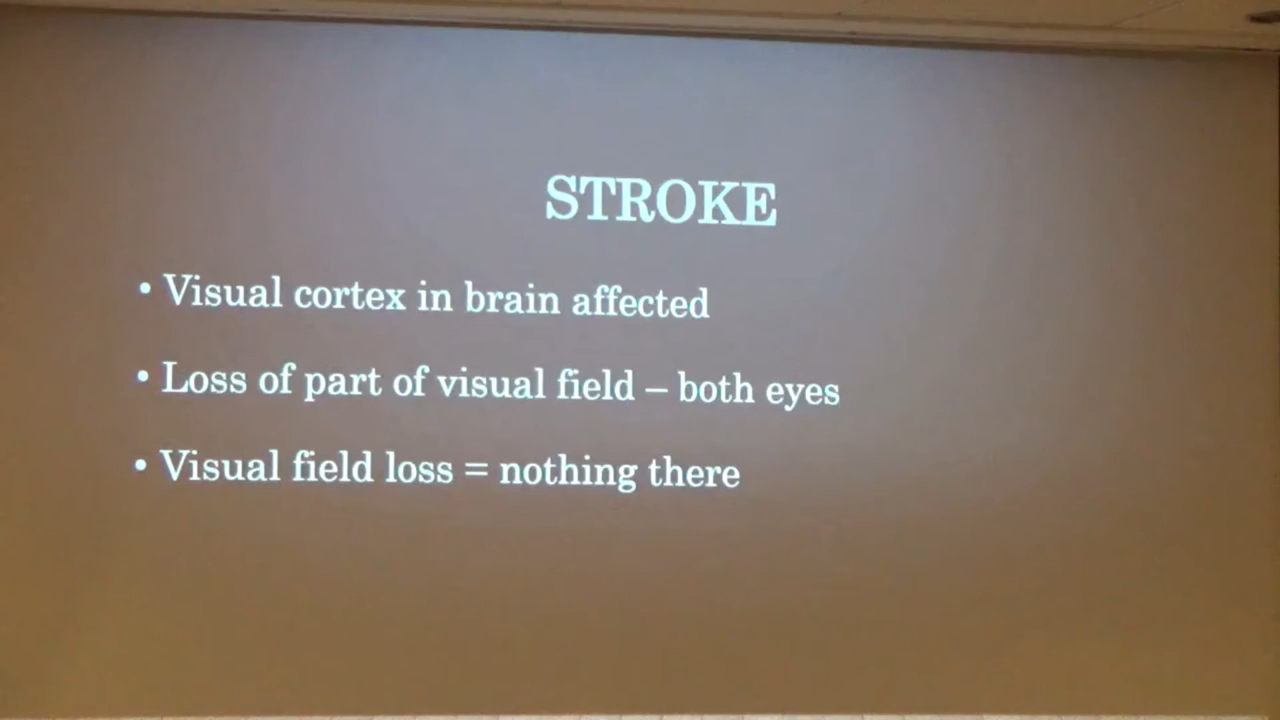 STROKE
• Visual cortex in brain affected
• Loss of part of visual field – both eyes
• Visual field loss = nothing there